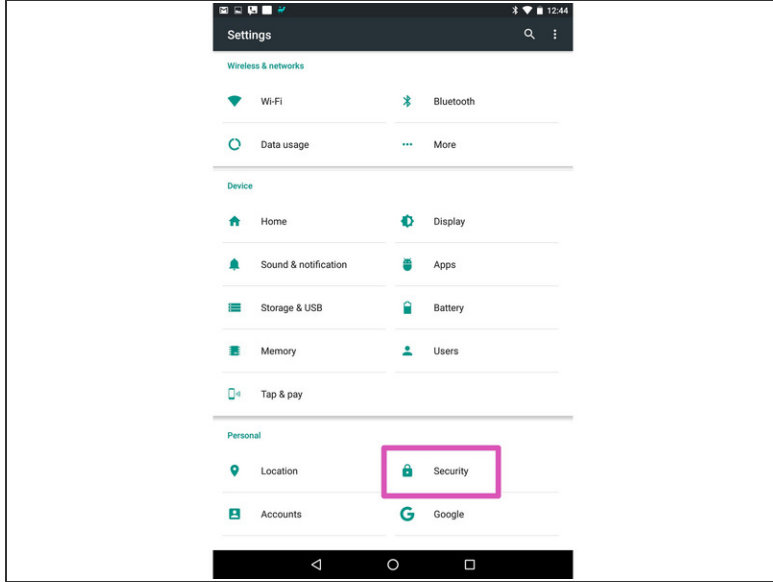 12:44
Settings
Wireless & networks
Wi-Fi Bluetooth
Data usage More
Device
Home Display
Sound & notification Apps
Storage & USB Battery
Memory Users
Tap & pay
Personal
Location Security
Accounts Google